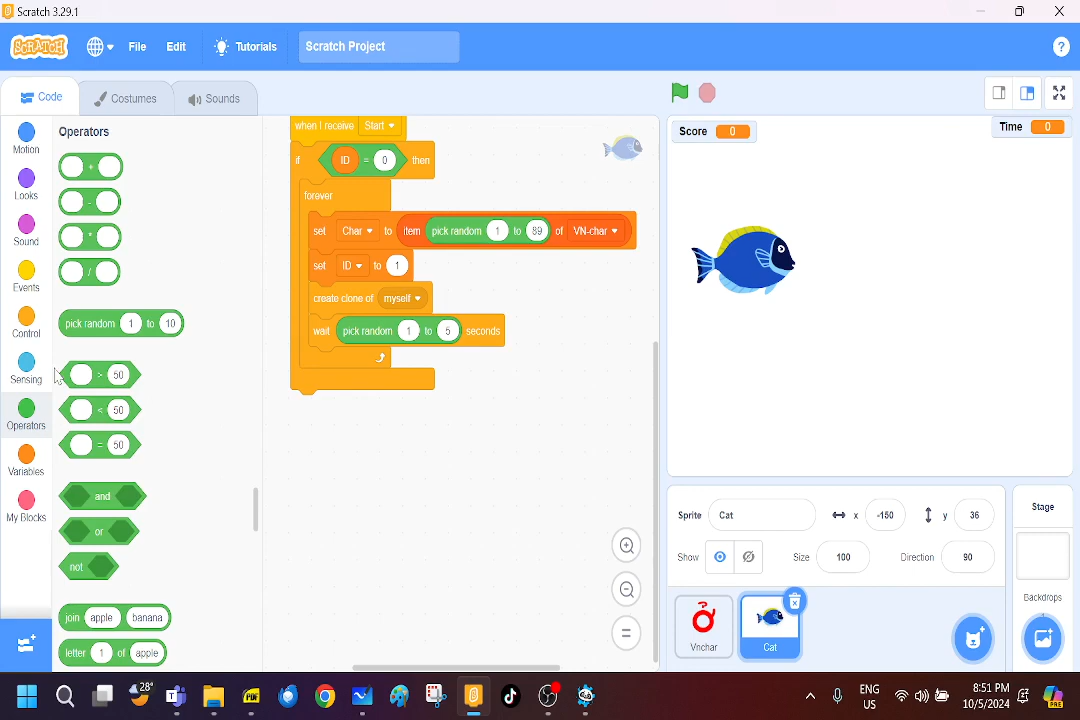 Scratch 3.29.1
SCRATCH
File
Edit
Tutorials
Scratch Project
?
Code
Costumes
Sounds
Motion
Looks
Sound
Events
Control
Sensing
Operators
Variables
My Blocks
Operators
+
-
*
/
pick random 1 to 10
> 50
< 50
= 50
and
or
not
join apple banana
letter 1 of apple
when I receive Start
if ID = 0 then
forever
set Char to item pick random 1 to 89 of VN-char
set ID to 1
create clone of myself
wait pick random 1 to 5 seconds
Score 0
Time 0
Sprite Cat x -150 y 36
Show Size 100 Direction 90
Vnchar
Cat
Stage
Backdrops
28°
PDF
ENG
US
8:51 PM
10/5/2024
PRE